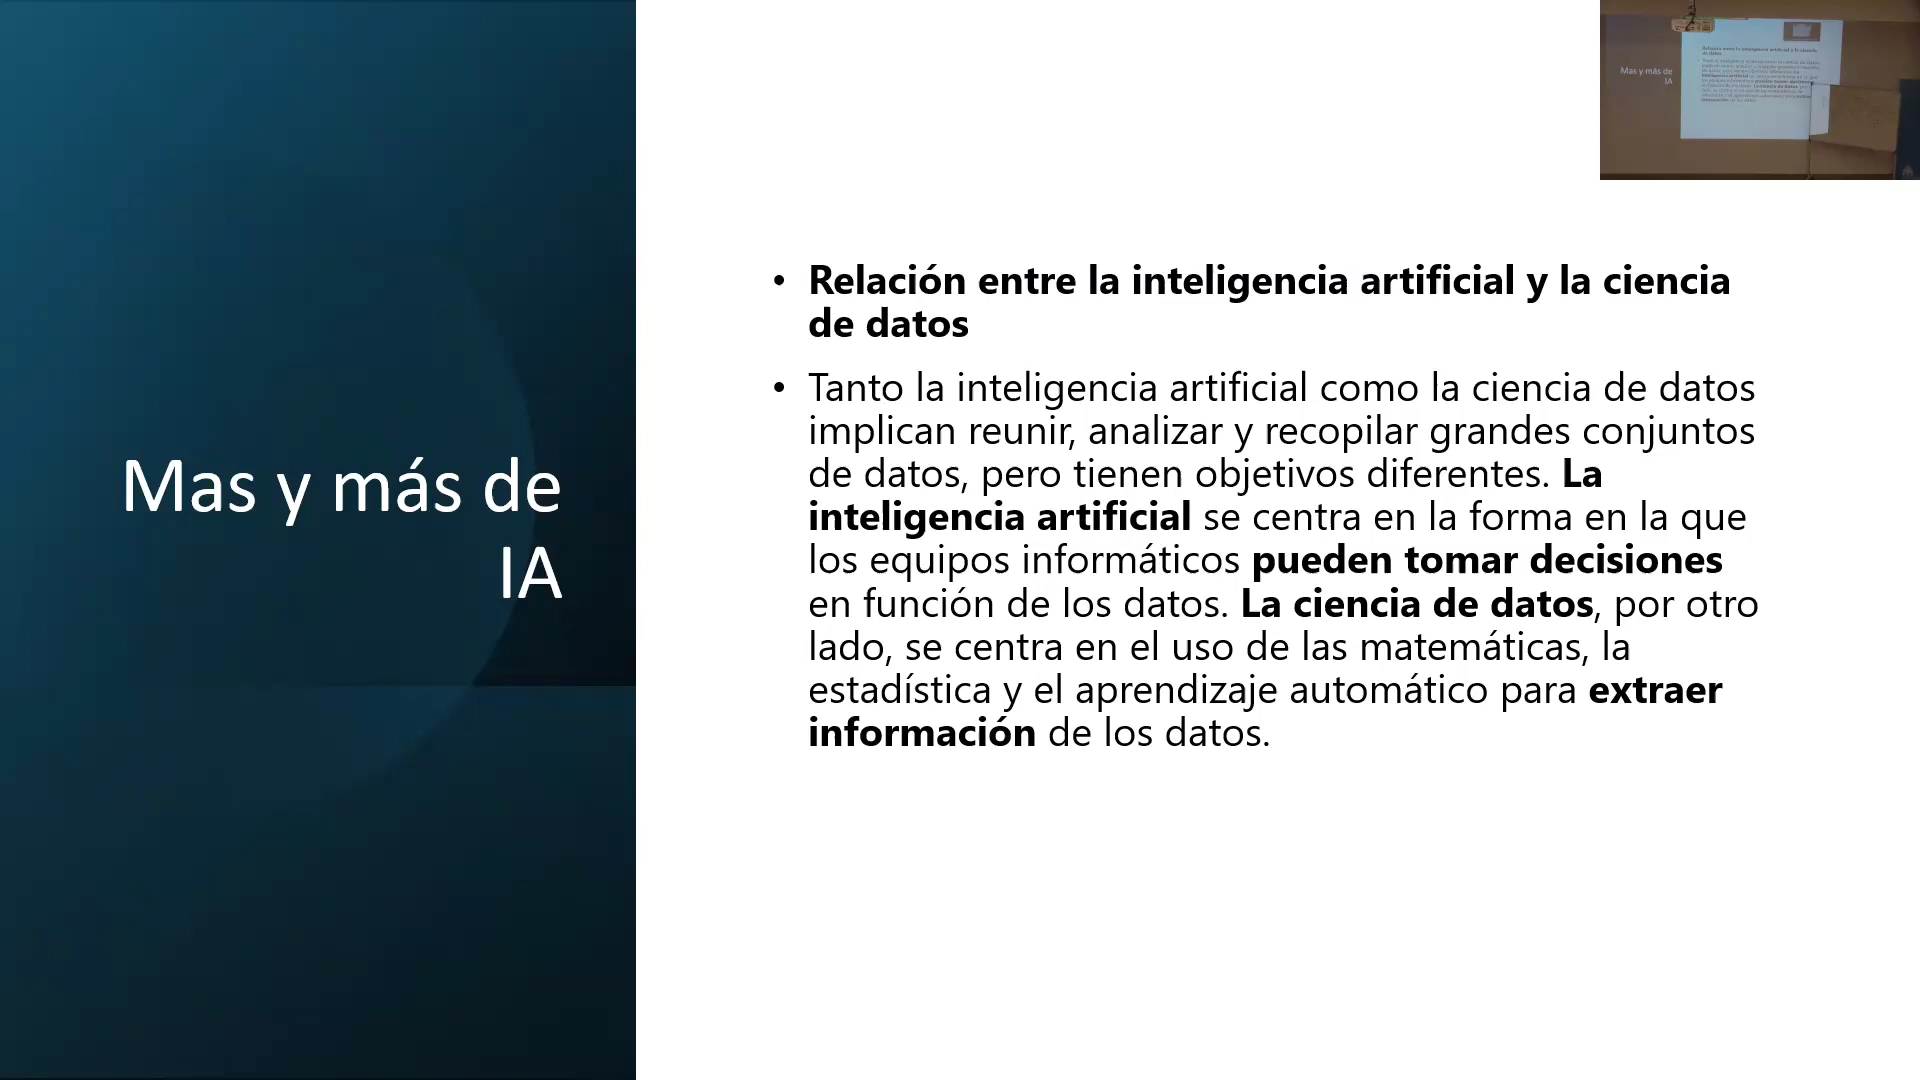 Mas y más de
IA
• Relación entre la inteligencia artificial y la ciencia
de datos
• Tanto la inteligencia artificial como la ciencia de datos
implican reunir, analizar y recopilar grandes conjuntos
de datos, pero tienen objetivos diferentes. La
inteligencia artificial se centra en la forma en la que
los equipos informáticos pueden tomar decisiones
en función de los datos. La ciencia de datos, por otro
lado, se centra en el uso de las matemáticas, la
estadística y el aprendizaje automático para extraer
información de los datos.
Mas y más de
IA